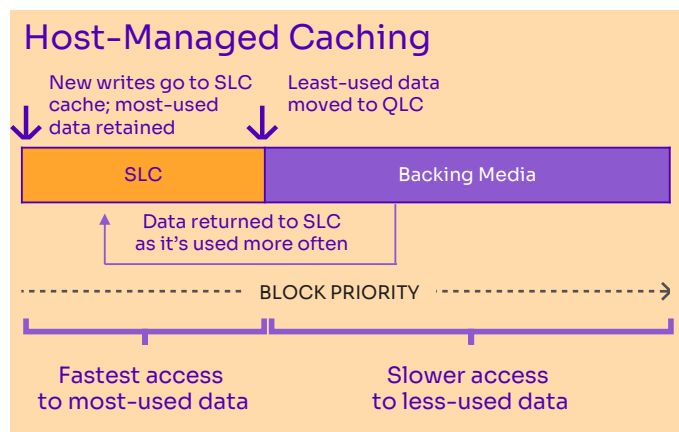 Host-Managed Caching
New writes go to SLC
cache; most-used
data retained
Least-used data
moved to QLC
SLC
Backing Media
Data returned to SLC
as it's used more often
BLOCK PRIORITY
Fastest access
to most-used data
Slower access
to less-used data